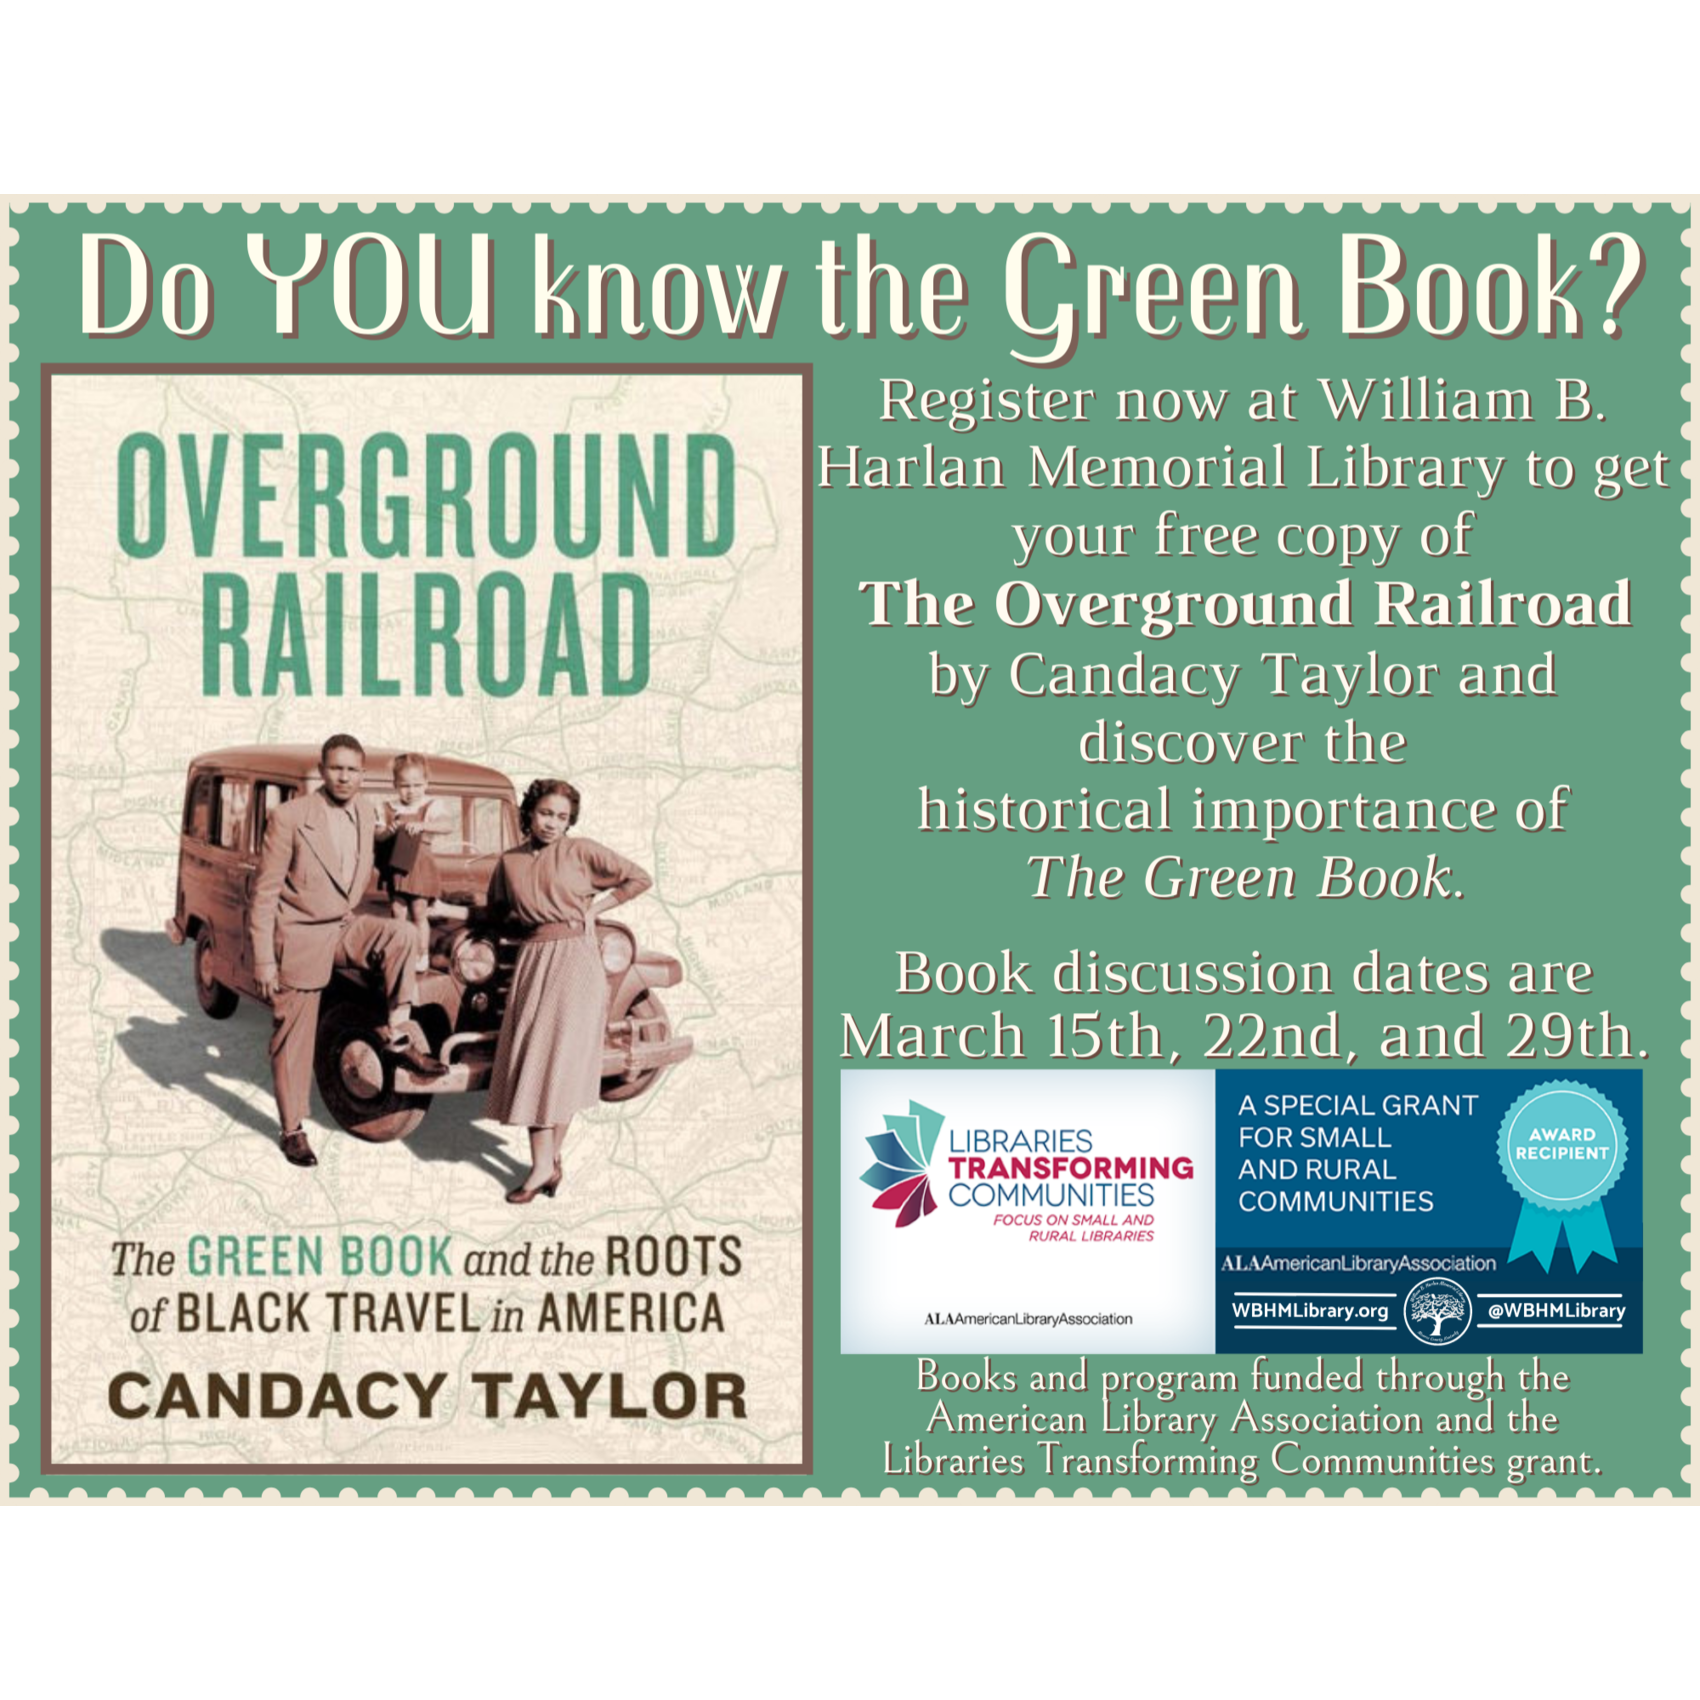 Do YOU know the Green Book?
OVERGROUND
RAILROAD
The GREEN BOOK and the ROOTS
of BLACK TRAVEL in AMERICA
CANDACY TAYLOR
Register now at William B.
Harlan Memorial Library to get
your free copy of
The Overground Railroad
by Candacy Taylor and
discover the
historical importance of
The Green Book.
Book discussion dates are
March 15th, 22nd, and 29th.
LIBRARIES
TRANSFORMING
COMMUNITIES
FOCUS ON SMALL AND
RURAL LIBRARIES
ALAAmericanLibraryAssociation
A SPECIAL GRANT
FOR SMALL
AND RURAL
COMMUNITIES
AWARD
RECIPIENT
ALAAmericanLibraryAssociation
WBHMLibrary.org
@WBHMLibrary
Books and program funded through the
American Library Association and the
Libraries Transforming Communities grant.